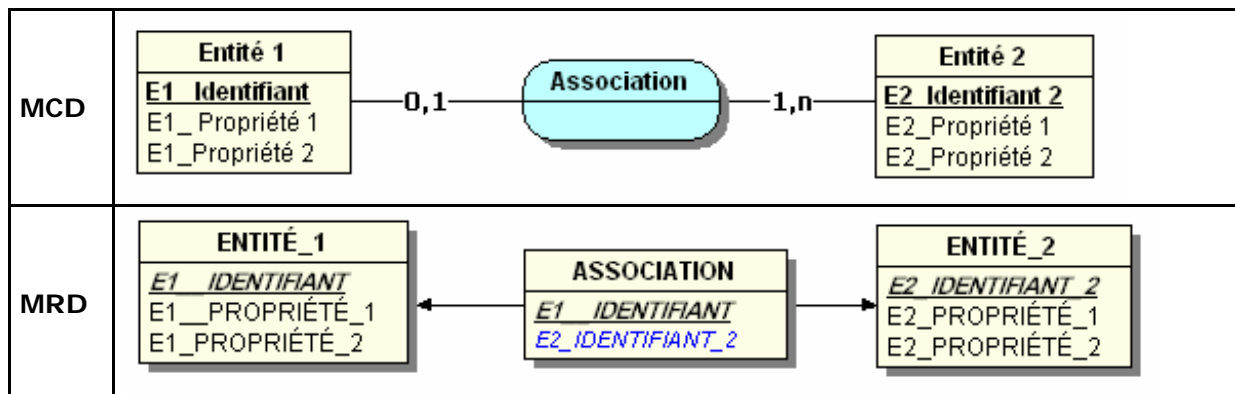 MCD
Entité 1
E1_Identifiant
E1_ Propriété 1
E1_Propriété 2
0,1
Association
1,n
Entité 2
E2_Identifiant 2
E2_Propriété 1
E2_Propriété 2
MRD
ENTITÉ_1
E1__IDENTIFIANT
E1__PROPRIÉTÉ_1
E1_PROPRIÉTÉ_2
ASSOCIATION
E1__IDENTIFIANT
E2_IDENTIFIANT_2
ENTITÉ_2
E2_IDENTIFIANT_2
E2_PROPRIÉTÉ_1
E2_PROPRIÉTÉ_2